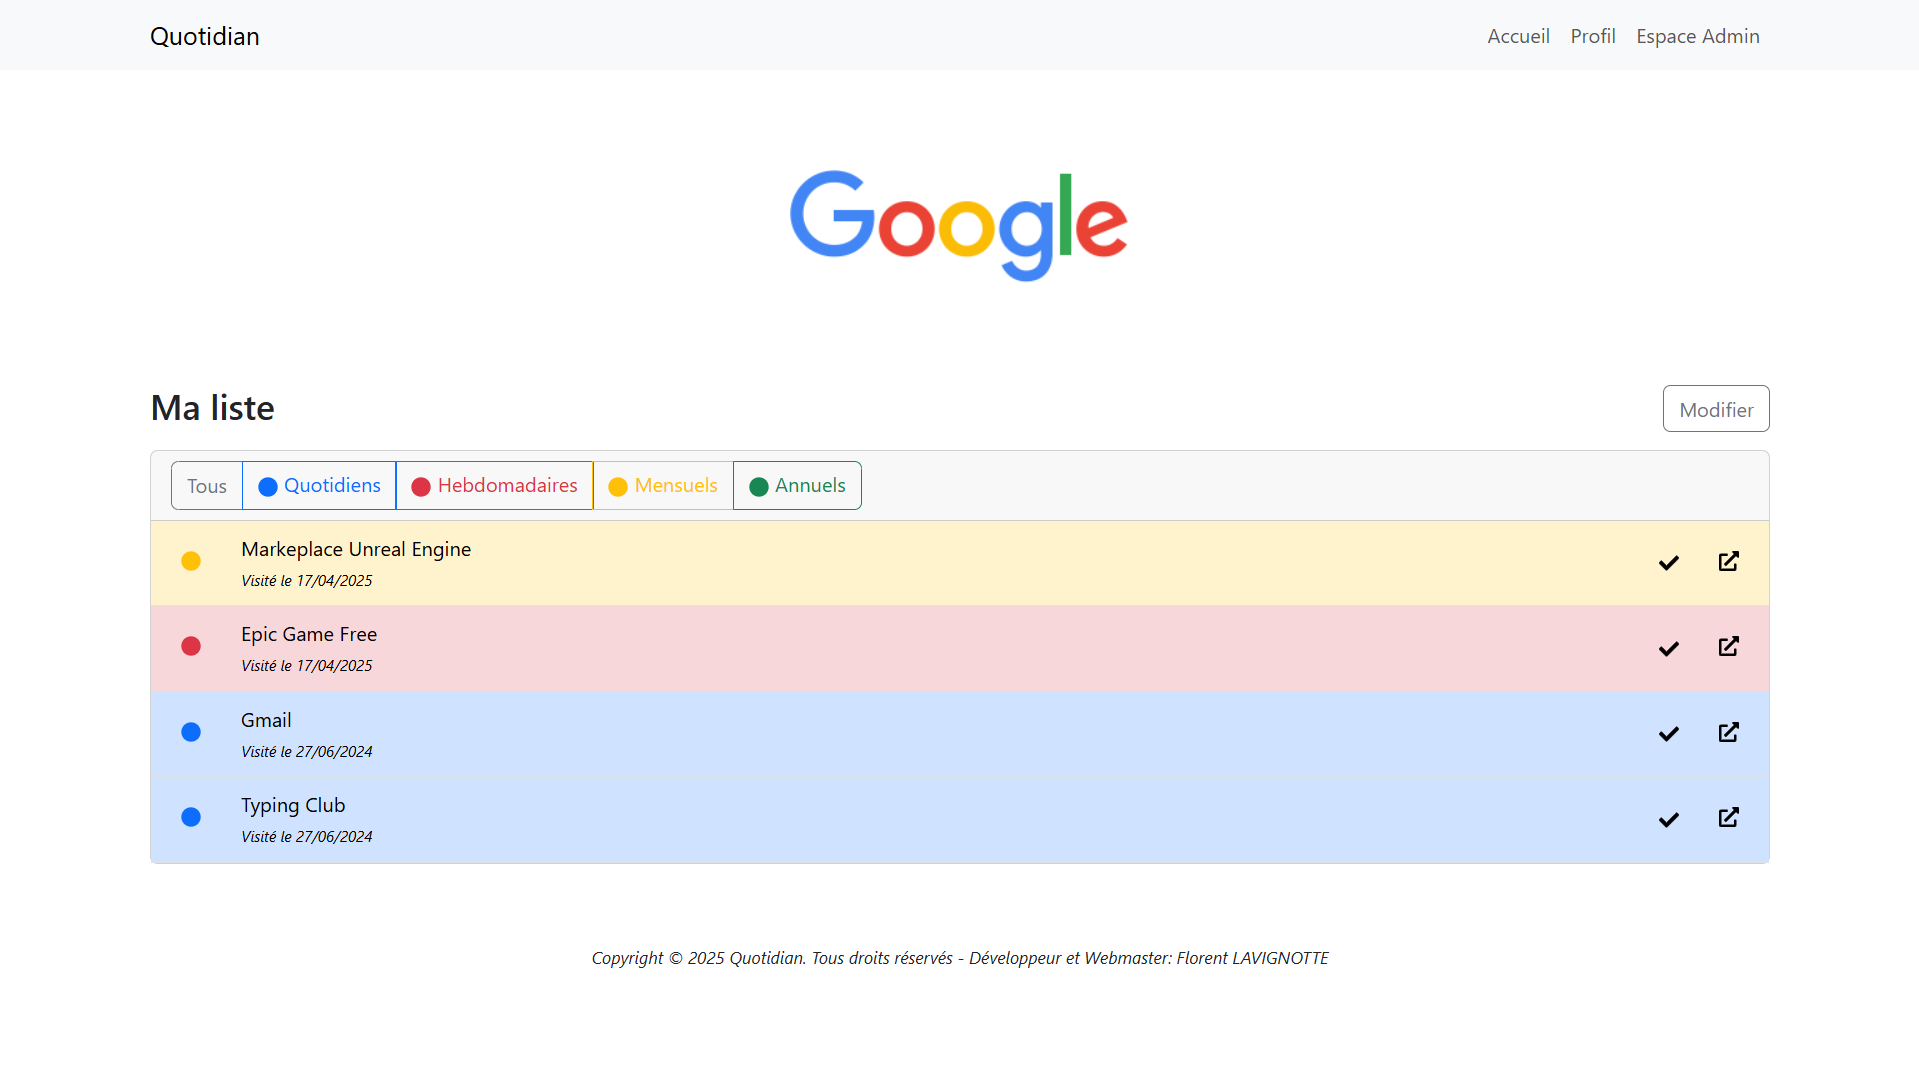 Quotidian
Accueil Profil Espace Admin
Google
Ma liste
Modifier
Tous Quotidiens Hebdomadaires Mensuels Annuels
Markeplace Unreal Engine
Visité le 17/04/2025
Epic Game Free
Visité le 17/04/2025
Gmail
Visité le 27/06/2024
Typing Club
Visité le 27/06/2024
Copyright © 2025 Quotidian. Tous droits réservés - Développeur et Webmaster: Florent LAVIGNOTTE